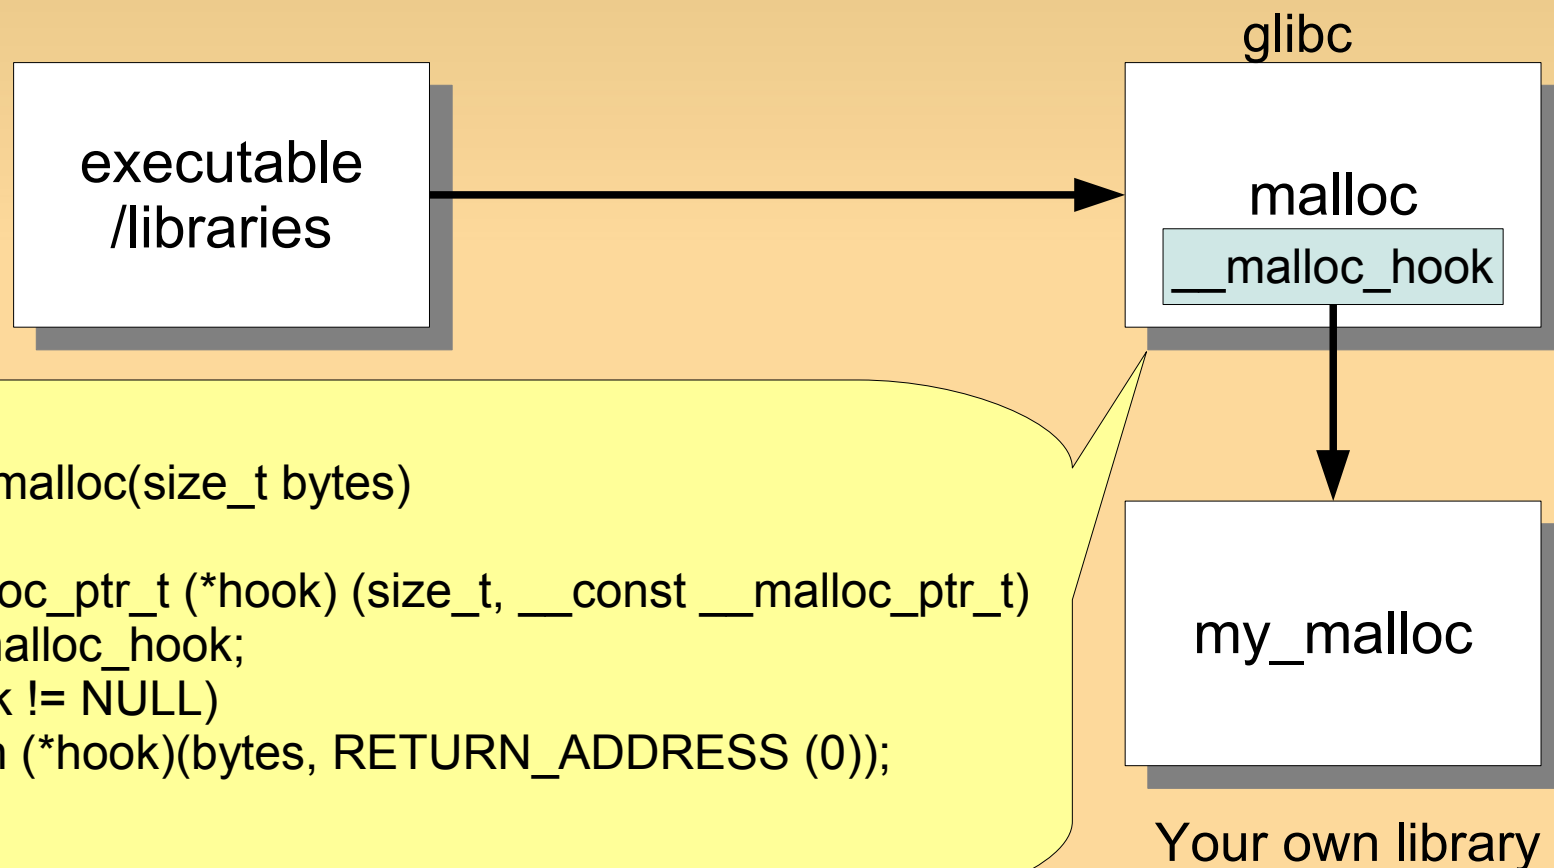 glibc
executable
/libraries
malloc
__malloc_hook
malloc(size_t bytes)
oc_ptr_t (*hook) (size_t, __const __malloc_ptr_t)
alloc_hook;
k != NULL)
(*hook)(bytes, RETURN_ADDRESS (0));
my_malloc
Your own library